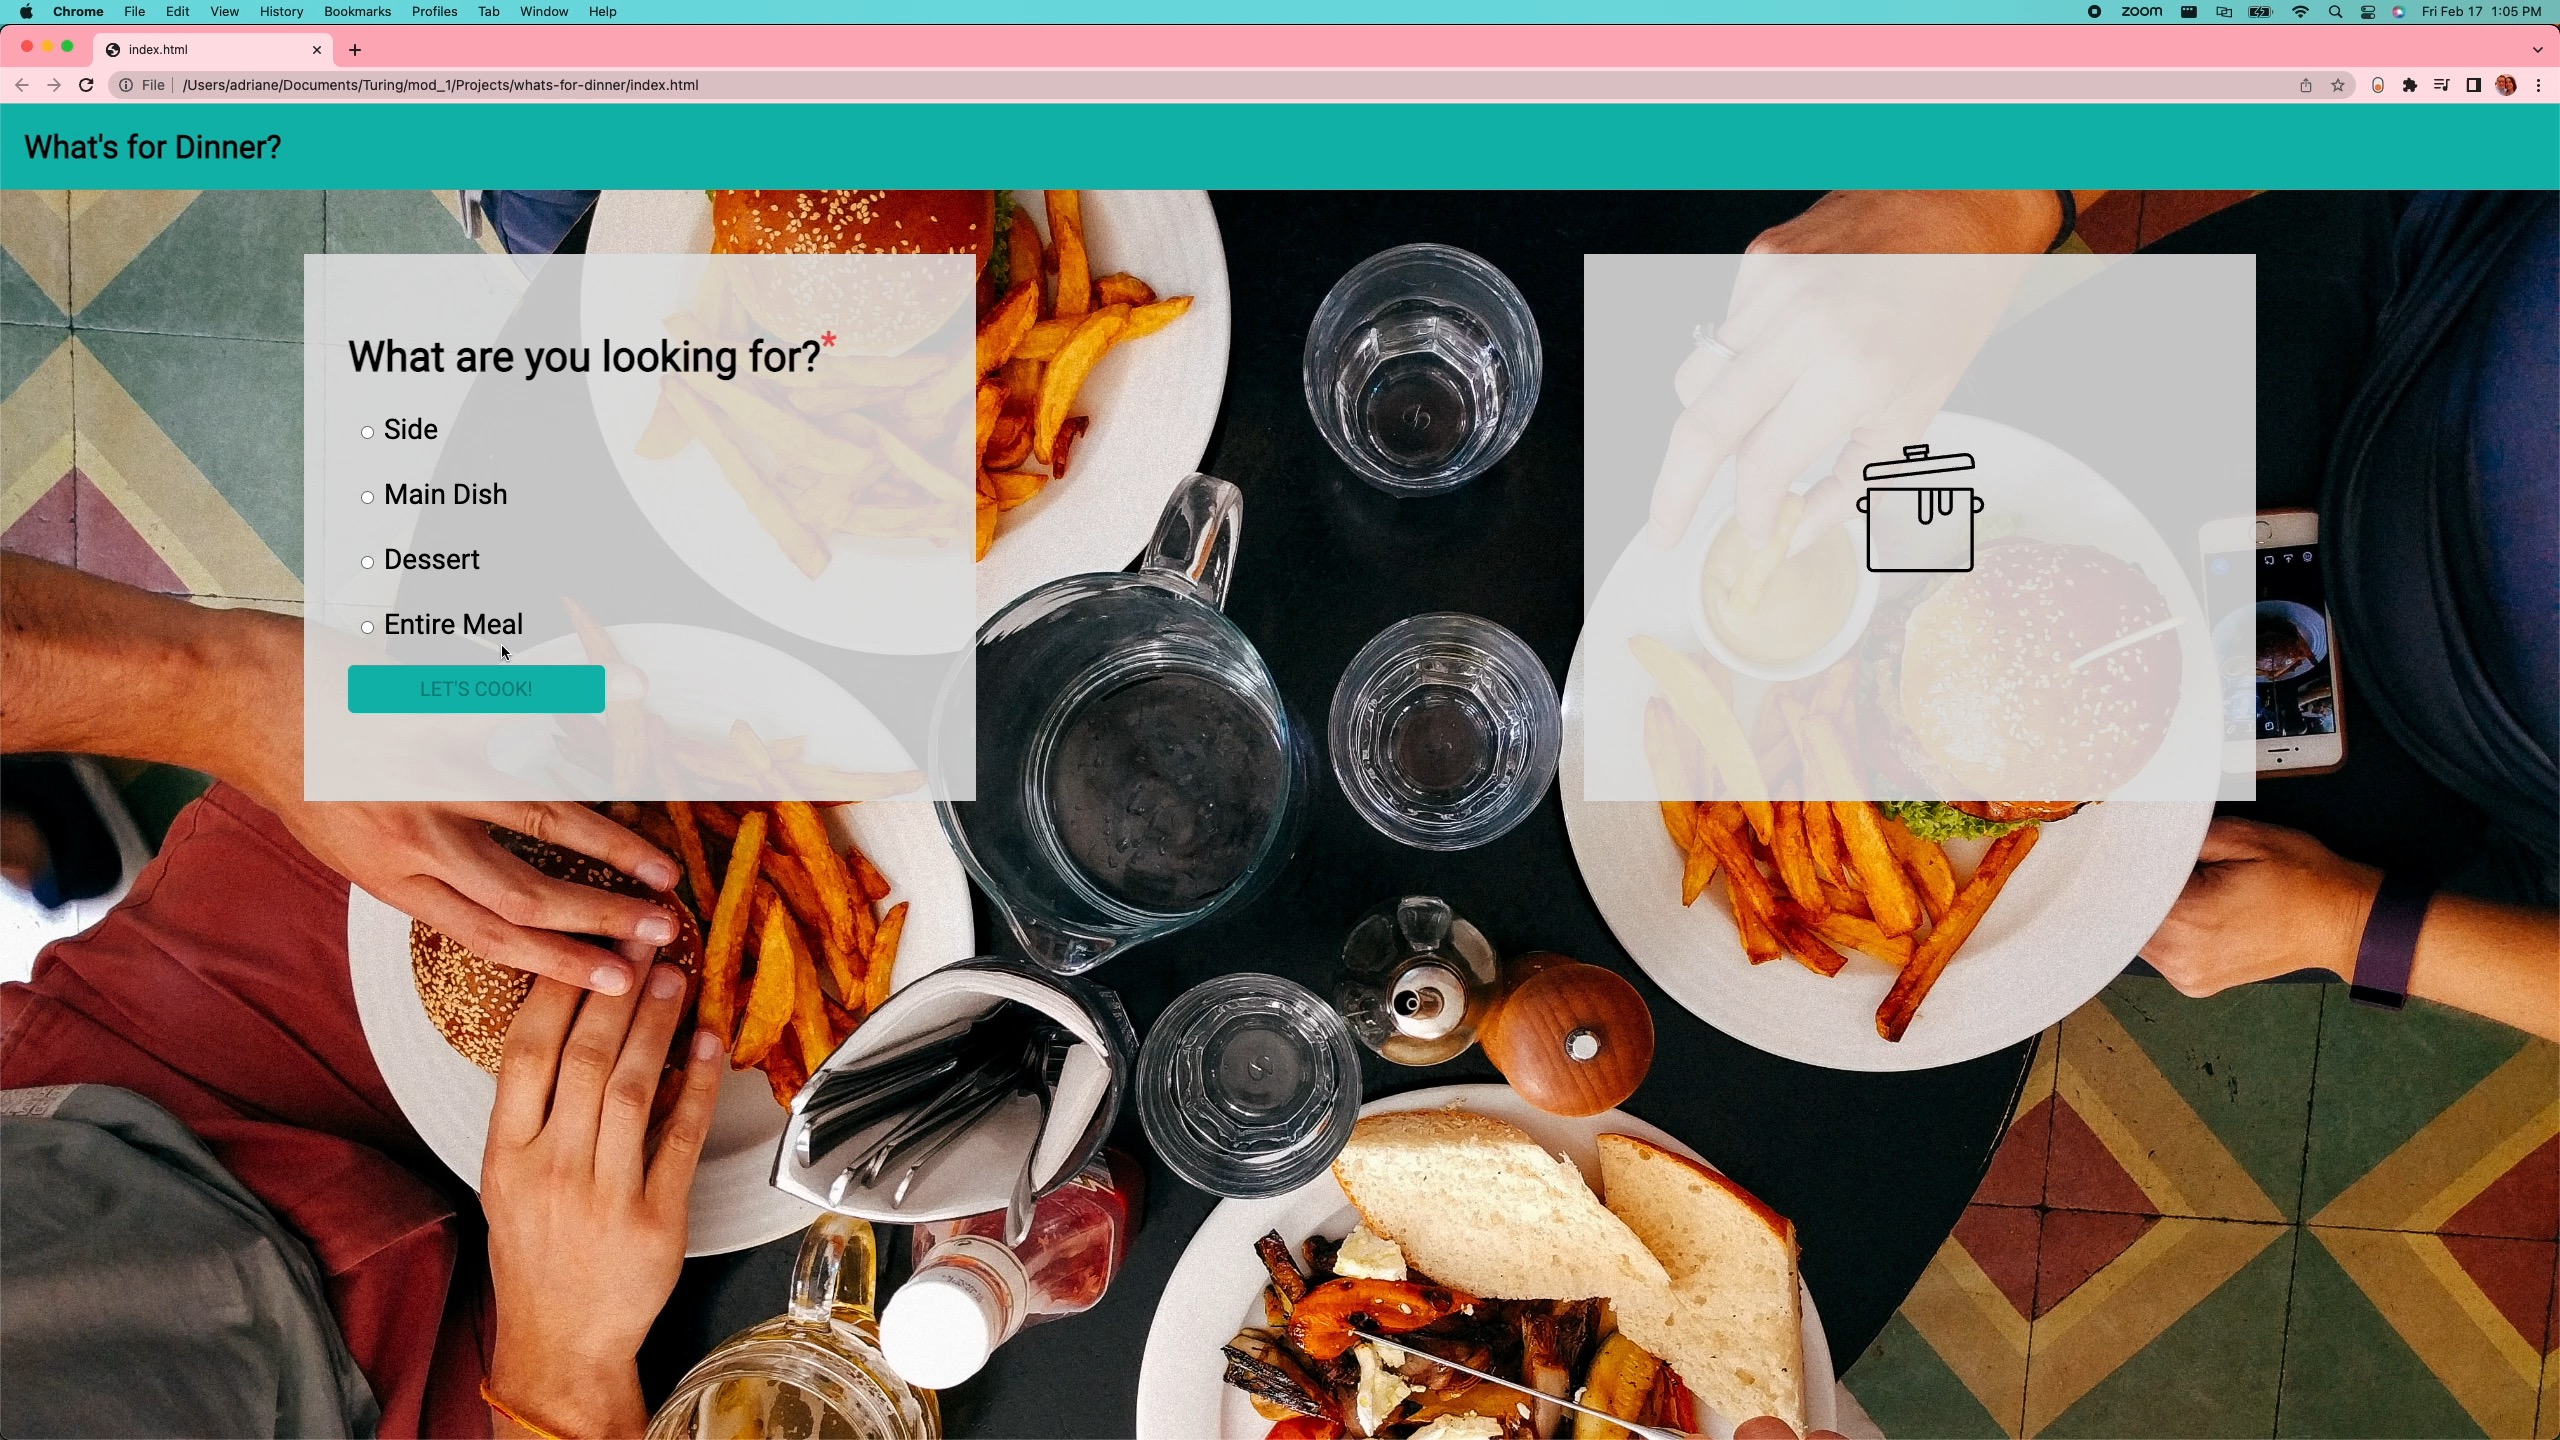 Chrome File Edit View History Bookmarks Profiles Tab Window Help zoom Fri Feb 17 1:05 PM
index.html
File /Users/adriane/Documents/Turing/mod_1/Projects/whats-for-dinner/index.html
What's for Dinner?
What are you looking for?*
Side
Main Dish
Dessert
Entire Meal
LET'S COOK!